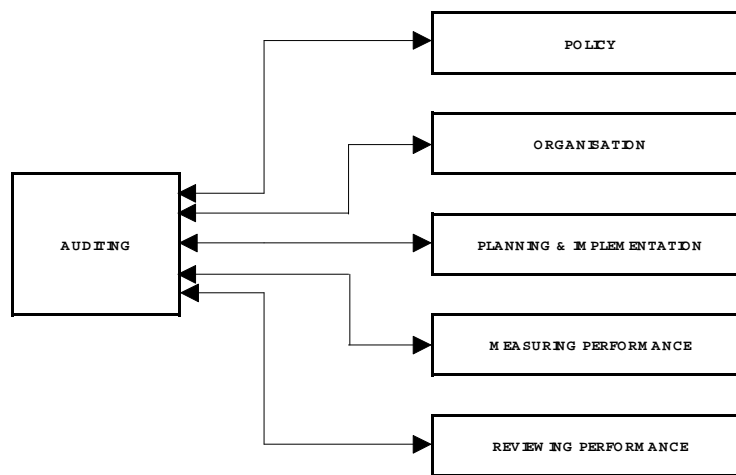 POLICY
ORGANISATION
AUDITING
PLANNING & IMPLEMENTATION
MEASURING PERFORMANCE
REVIEWING PERFORMANCE